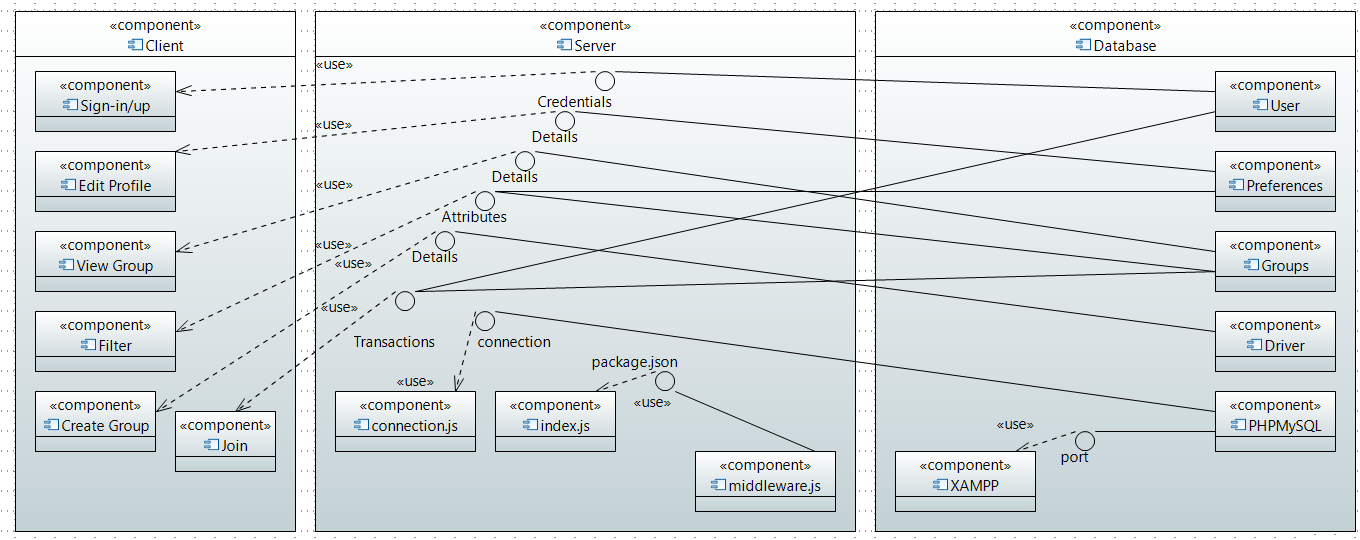 «component»
Client
«component»
Sign-in/up
«component»
Edit Profile
«component»
View Group
«component»
Filter
«component»
Create Group
«component»
Join
«component»
Server
«use»
Credentials
«use»
Details
«use»
Details
«use»
Attributes
«use»
Details
«use»
Transactions
connection
«use»
package.json
«use»
«component»
connection.js
«component»
index.js
«component»
middleware.js
«component»
Database
«component»
User
«component»
Preferences
«component»
Groups
«component»
Driver
«component»
PHPMySQL
«use»
port
«component»
XAMPP